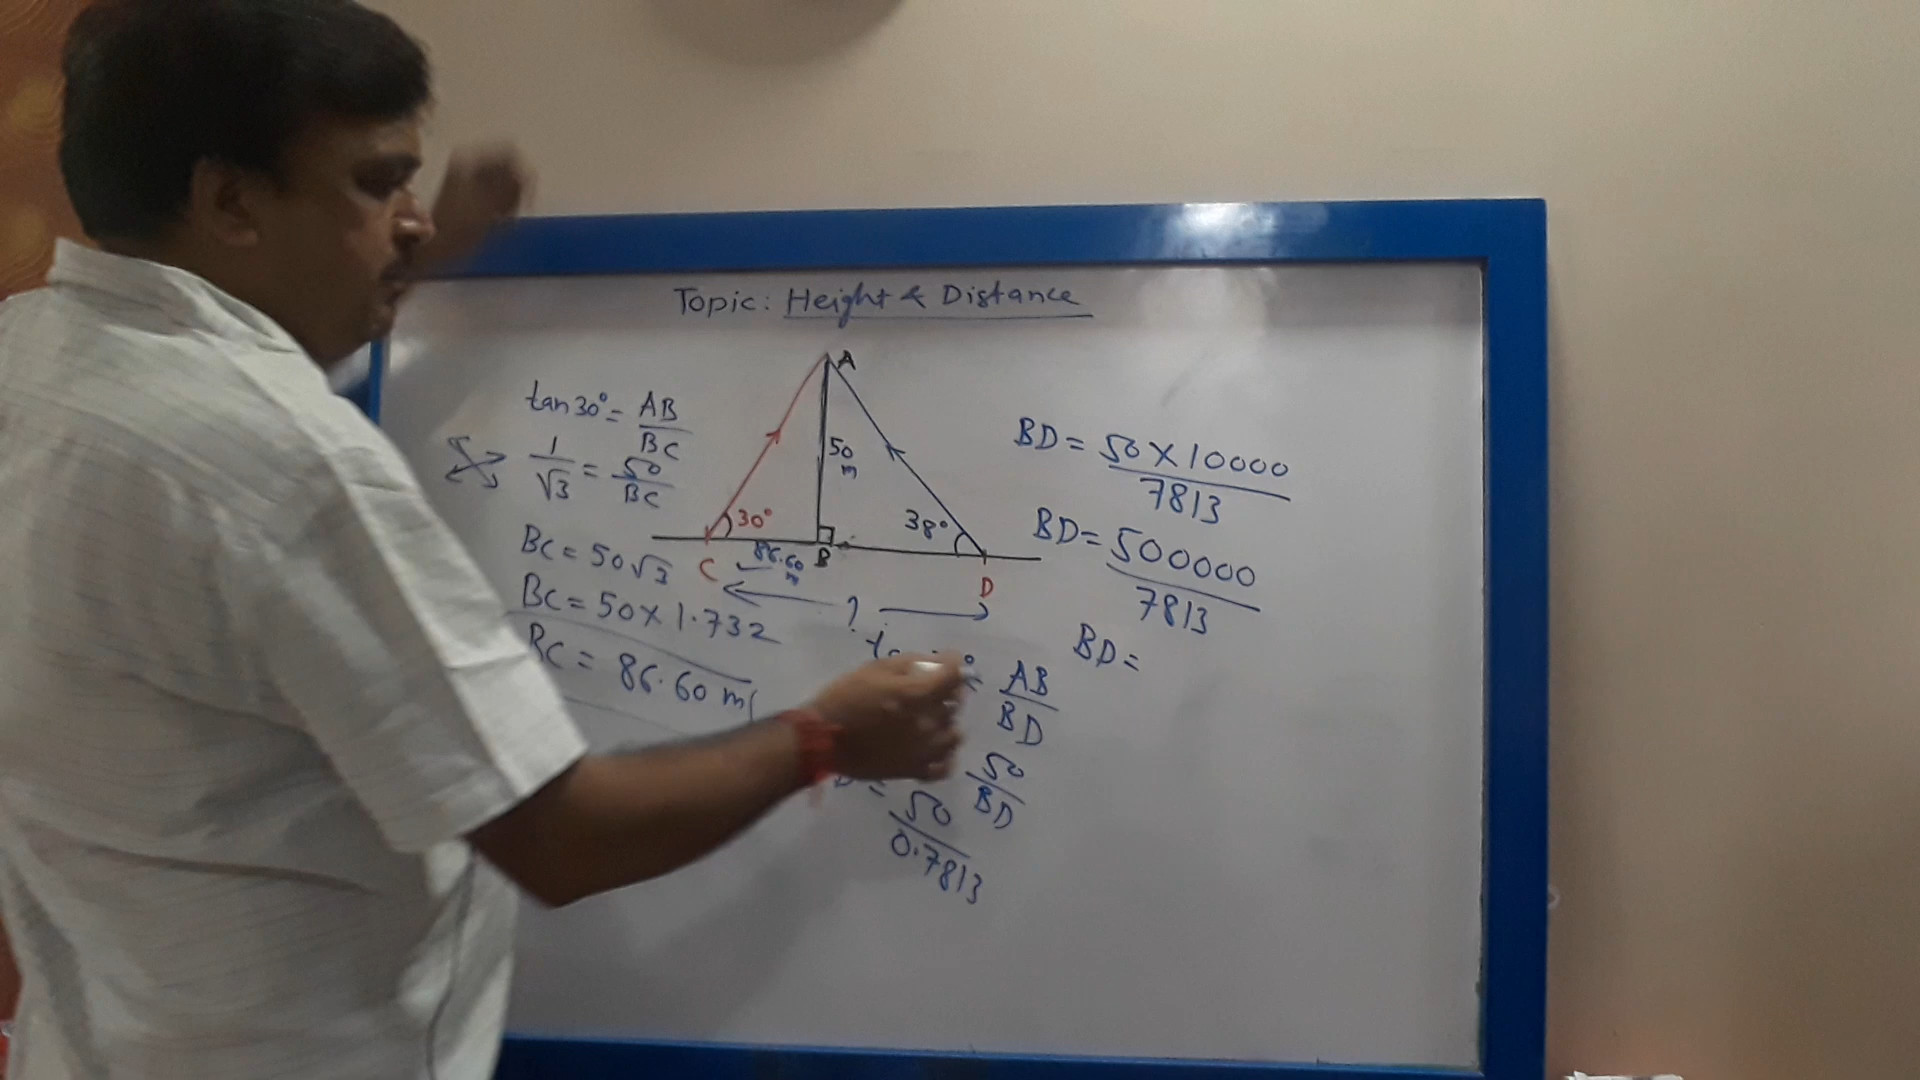 Topic: Height & Distance
tan30° = AB/BC
1/√3 = 50/BC
BC = 50√3
BC = 50 × 1.732
BC = 86.60 m
A
50 m
30°
38°
C
86.60 m
B
D
?
AB/BD
50/BD
= 50/0.7813
BD = 50 × 10000/7813
BD = 500000/7813
BD =